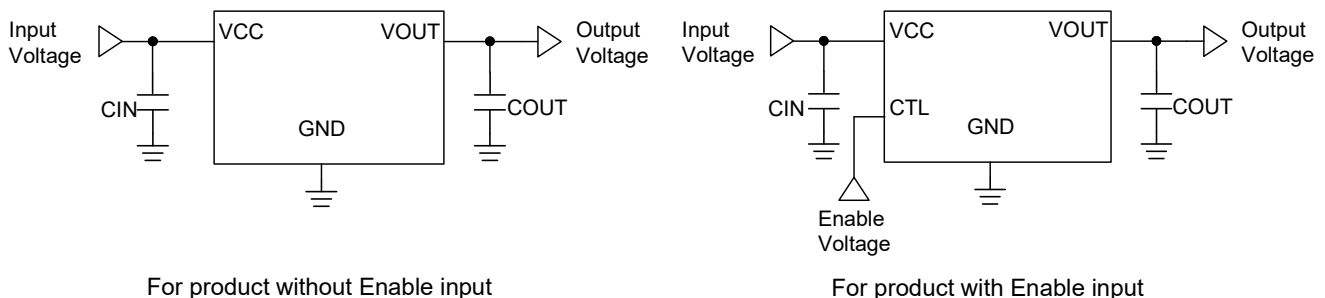 Input
Voltage
VCC
VOUT
Output
Voltage
CIN
COUT
GND
For product without Enable input
Input
Voltage
VCC
VOUT
Output
Voltage
CIN
CTL
COUT
GND
Enable
Voltage
For product with Enable input